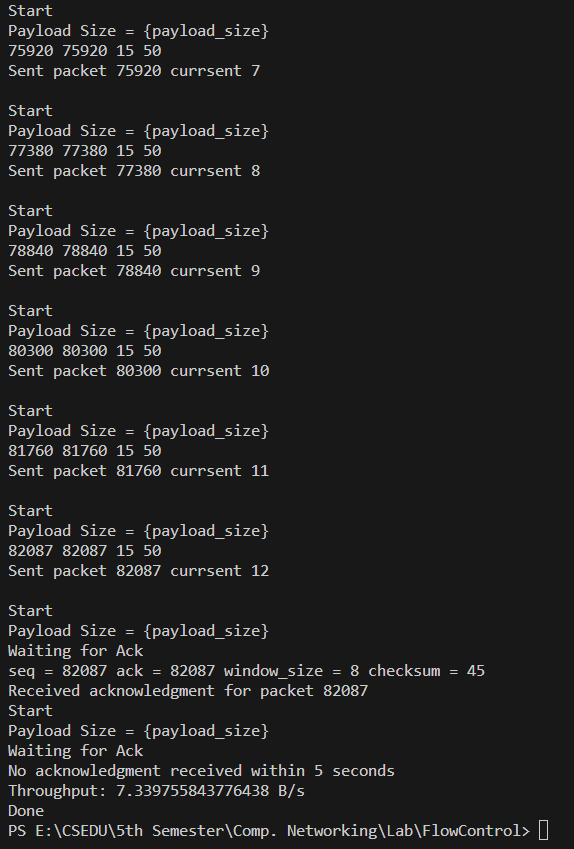 Start
Payload Size = {payload_size}
75920 75920 15 50
Sent packet 75920 currsent 7
Start
Payload Size = {payload_size}
77380 77380 15 50
Sent packet 77380 currsent 8
Start
Payload Size = {payload_size}
78840 78840 15 50
Sent packet 78840 currsent 9
Start
Payload Size = {payload_size}
80300 80300 15 50
Sent packet 80300 currsent 10
Start
Payload Size = {payload_size}
81760 81760 15 50
Sent packet 81760 currsent 11
Start
Payload Size = {payload_size}
82087 82087 15 50
Sent packet 82087 currsent 12
Start
Payload Size = {payload_size}
Waiting for Ack
seq = 82087 ack = 82087 window_size = 8 checksum = 45
Received acknowledgment for packet 82087
Start
Payload Size = {payload_size}
Waiting for Ack
No acknowledgment received within 5 seconds
Throughput: 7.339755843776438 B/s
Done
PS E:\CSEDU\5th Semester\Comp. Networking\Lab\FlowControl>